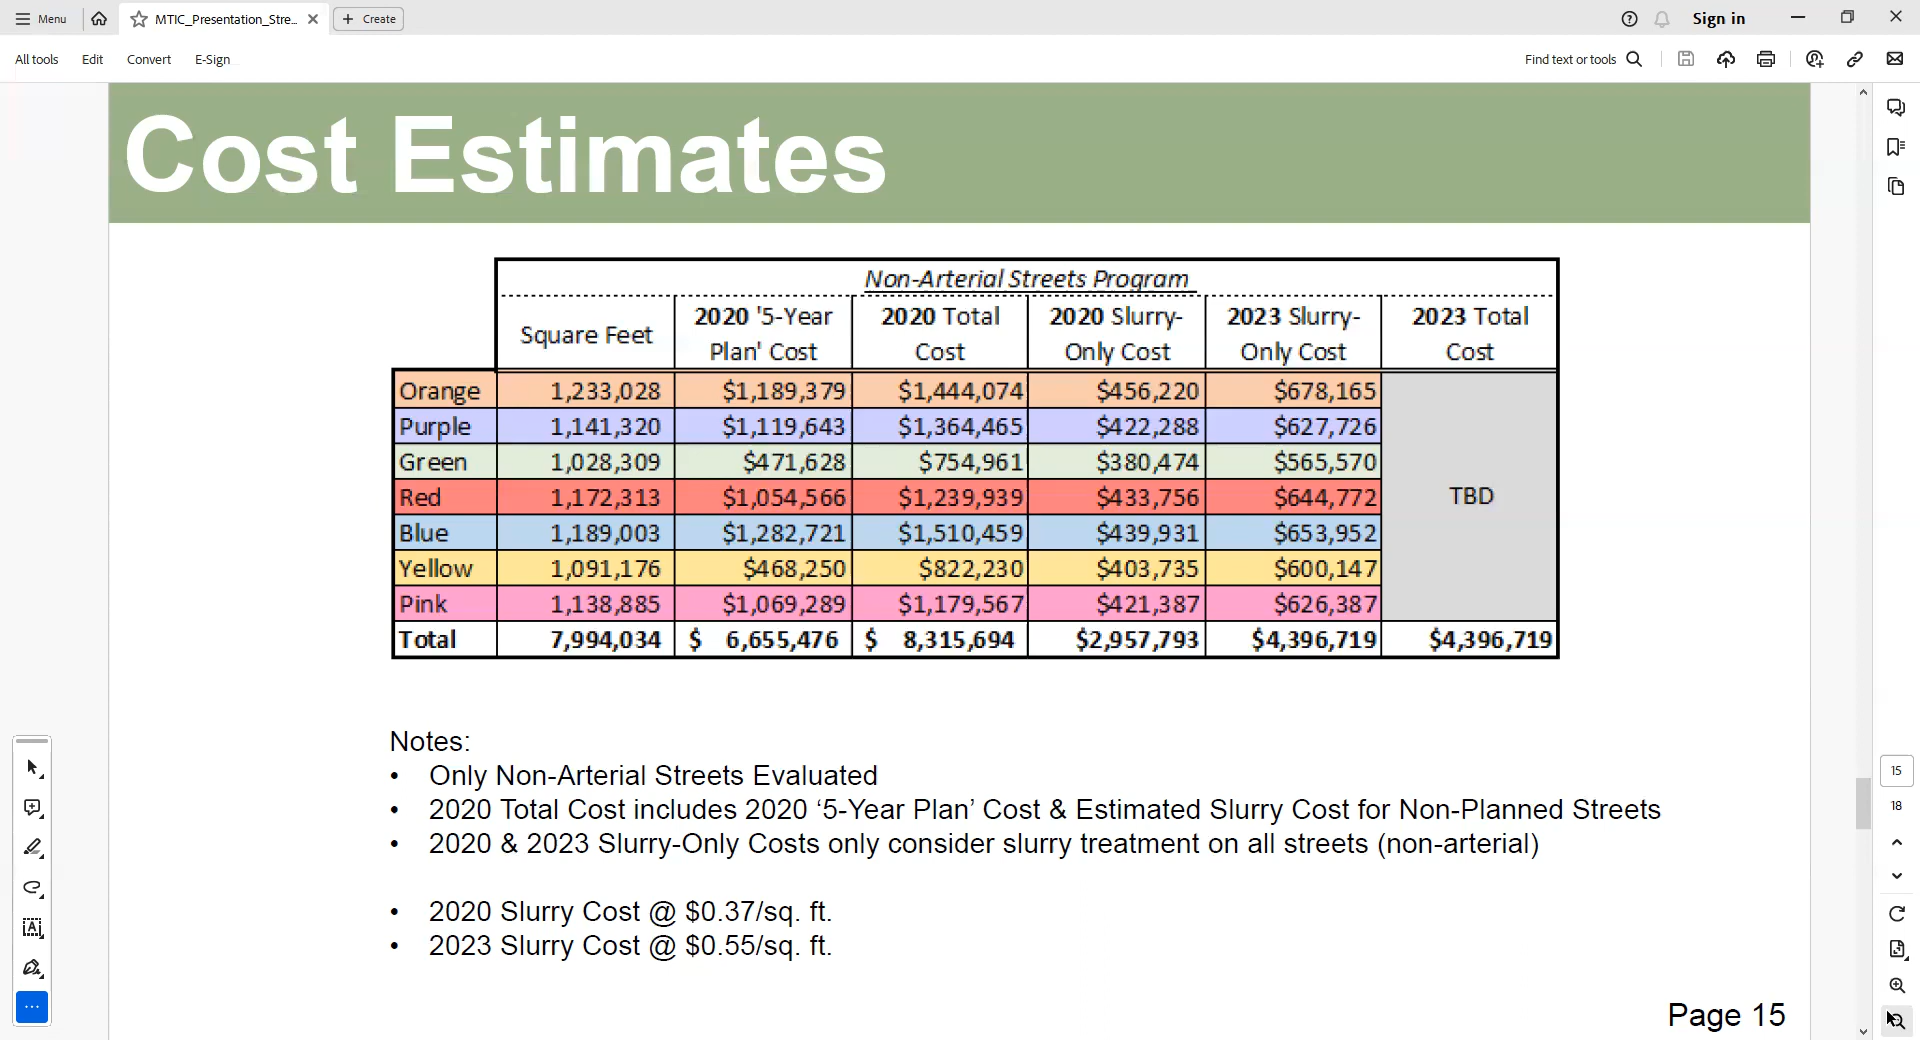 Menu
MTIC_Presentation_Stre...
Create
Sign in
All tools
Edit
Convert
E-Sign
Find text or tools
Cost Estimates
Non-Arterial Streets Program
Square Feet
2020 '5-Year Plan' Cost
2020 Total Cost
2020 Slurry-Only Cost
2023 Slurry-Only Cost
2023 Total Cost
Orange 1,233,028 $1,189,379 $1,444,074 $456,220 $678,165
Purple 1,141,320 $1,119,643 $1,364,465 $422,288 $627,726
Green 1,028,309 $471,628 $754,961 $380,474 $565,570
Red 1,172,313 $1,054,566 $1,239,939 $433,756 $644,772 TBD
Blue 1,189,003 $1,282,721 $1,510,459 $439,931 $653,952
Yellow 1,091,176 $468,250 $822,230 $403,735 $600,147
Pink 1,138,885 $1,069,289 $1,179,567 $421,387 $626,387
Total 7,994,034 $ 6,655,476 $ 8,315,694 $2,957,793 $4,396,719 $4,396,719
Notes:
• Only Non-Arterial Streets Evaluated
• 2020 Total Cost includes 2020 ‘5-Year Plan’ Cost & Estimated Slurry Cost for Non-Planned Streets
• 2020 & 2023 Slurry-Only Costs only consider slurry treatment on all streets (non-arterial)
• 2020 Slurry Cost @ $0.37/sq. ft.
• 2023 Slurry Cost @ $0.55/sq. ft.
15
18
Page 15